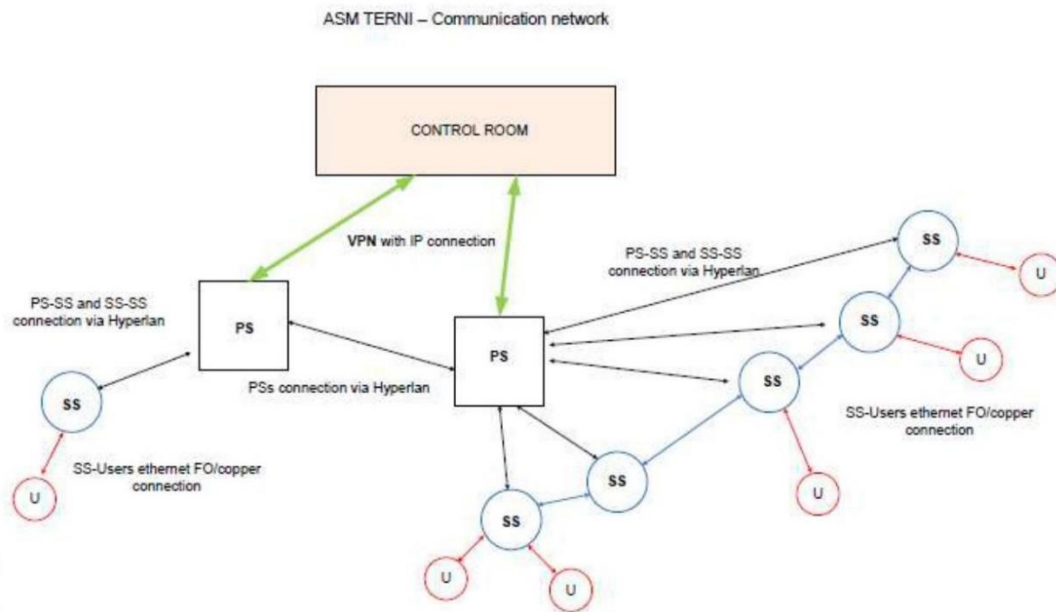 ASM TERNI – Communication network
CONTROL ROOM
VPN with IP connection
PS-SS and SS-SS
connection via Hyperlan
SS
U
PS-SS and SS-SS
connection via Hyperlan
PS
PS
SS
U
PSs connection via Hyperlan
SS
SS
SS-Users ethernet FO/copper
connection
SS-Users ethernet FO/copper
connection
U
SS
U
SS
U
U